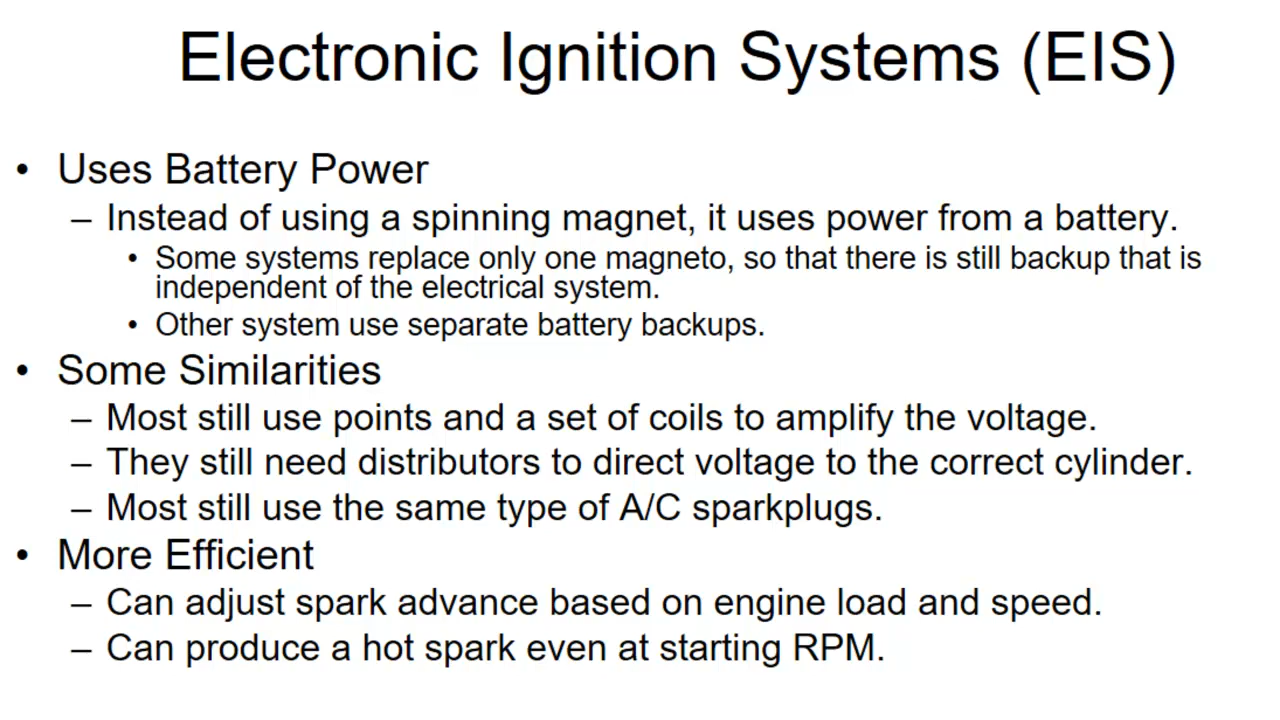 Electronic Ignition Systems (EIS)
• Uses Battery Power
– Instead of using a spinning magnet, it uses power from a battery.
• Some systems replace only one magneto, so that there is still backup that is
independent of the electrical system.
• Other system use separate battery backups.
• Some Similarities
– Most still use points and a set of coils to amplify the voltage.
– They still need distributors to direct voltage to the correct cylinder.
– Most still use the same type of A/C sparkplugs.
• More Efficient
– Can adjust spark advance based on engine load and speed.
– Can produce a hot spark even at starting RPM.